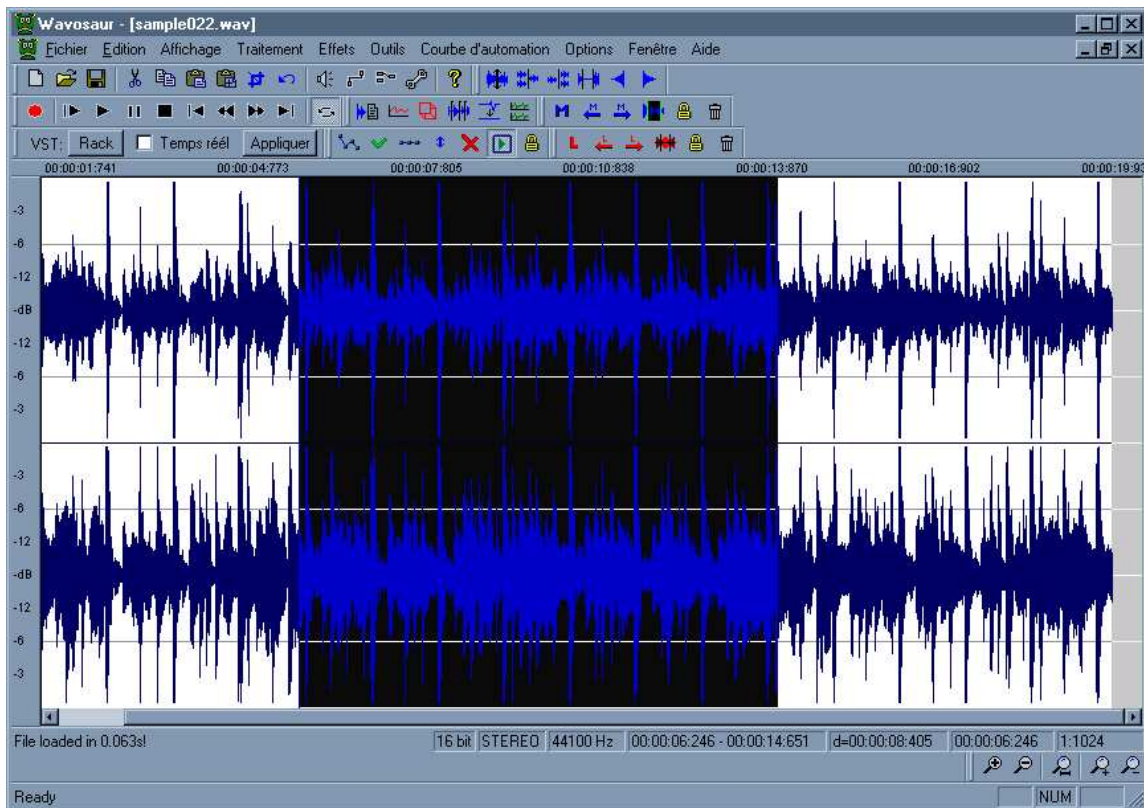 Wavosaur - [sample022.wav]
Fichier Edition Affichage Traitement Effets Outils Courbe d'automation Options Fenêtre Aide
M M M
VST: Rack Temps réél Appliquer L L L
00:00:01:741 00:00:04:773 00:00:07:805 00:00:10:838 00:00:13:870 00:00:16:902 00:00:19:93
-3
-6
-12
-dB
-12
-6
-3
-3
-6
-12
-dB
-12
-6
-3
File loaded in 0.063s! 16 bit STEREO 44100 Hz 00:00:06:246 - 00:00:14:651 d=00:00:08:405 00:00:06:246 1:1024
Ready NUM